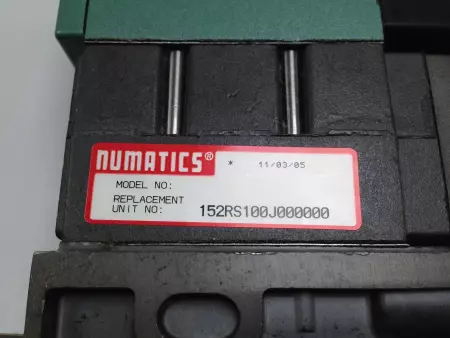 NUMATICS® * 11/03/05
MODEL NO:
REPLACEMENT
UNIT NO: 152RS100J000000